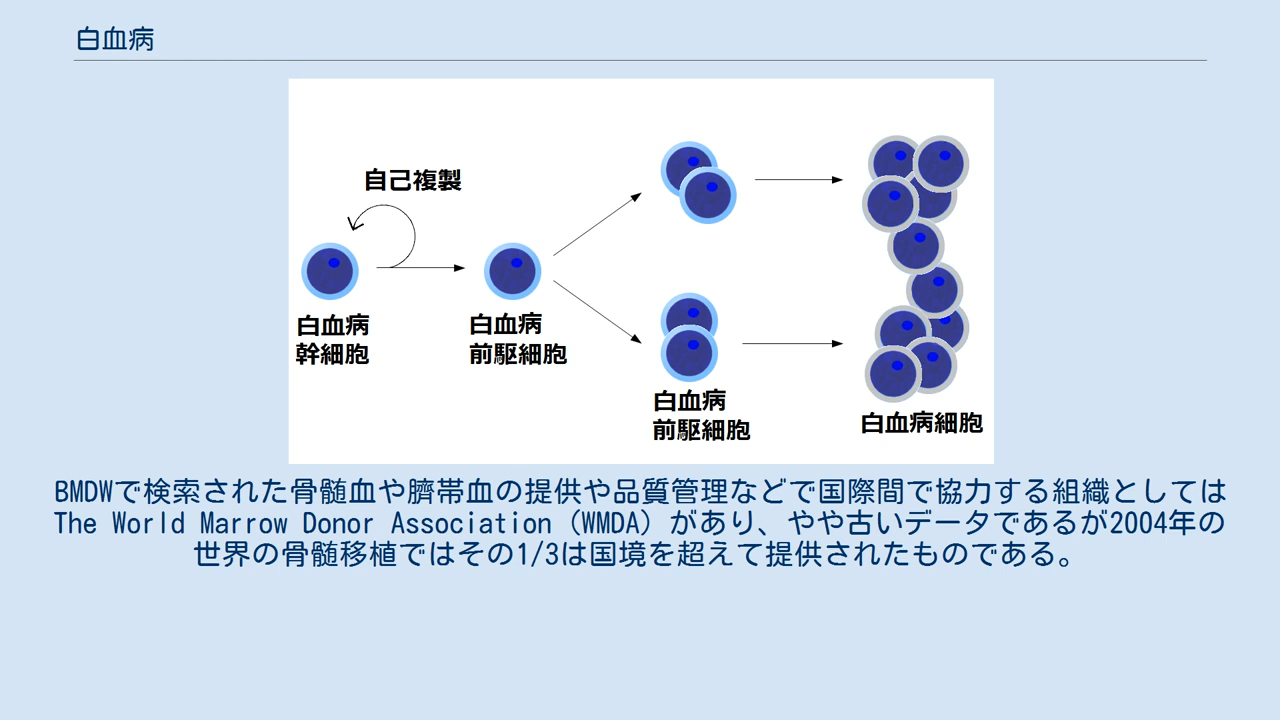 白血病
自己複製
白血病
幹細胞
白血病
前駆細胞
白血病
前駆細胞
白血病細胞
BMDWで検索された骨髄血や臍帯血の提供や品質管理などで国際間で協力する組織としては
The World Marrow Donor Association（WMDA）があり、やや古いデータであるが2004年の
世界の骨髄移植ではその1/3は国境を超えて提供されたものである。